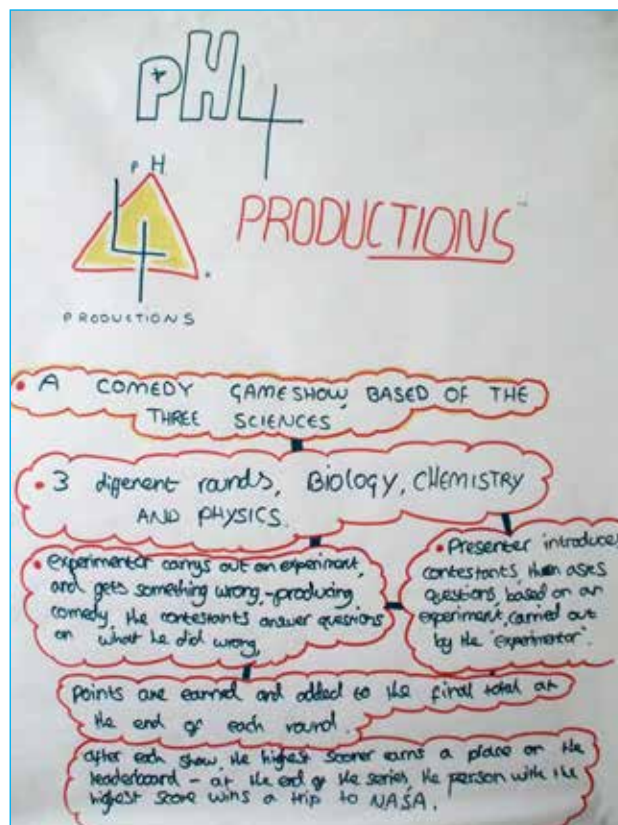 PH4
PH
4
PRODUCTIONS
PRODUCTIONS
• A COMEDY GAMESHOW, BASED OF THE
THREE SCIENCES
• 3 different rounds, BIOLOGY, CHEMISTRY
AND PHYSICS.
• experimentor carrys out an experiment,
and gets something wrong,-producing
comedy, the contestants answer questions
on what he did wrong,
• Presenter introduces
contestants, then asks
questions, based on an
experiment, carried out
by the 'experimentor'.
Points are earned and added to the final total at
the end of each round.
after each show, the highest scorer earns a place on the
leaderboard - at the end of the series, the person with the
highest score wins a trip to NASA.